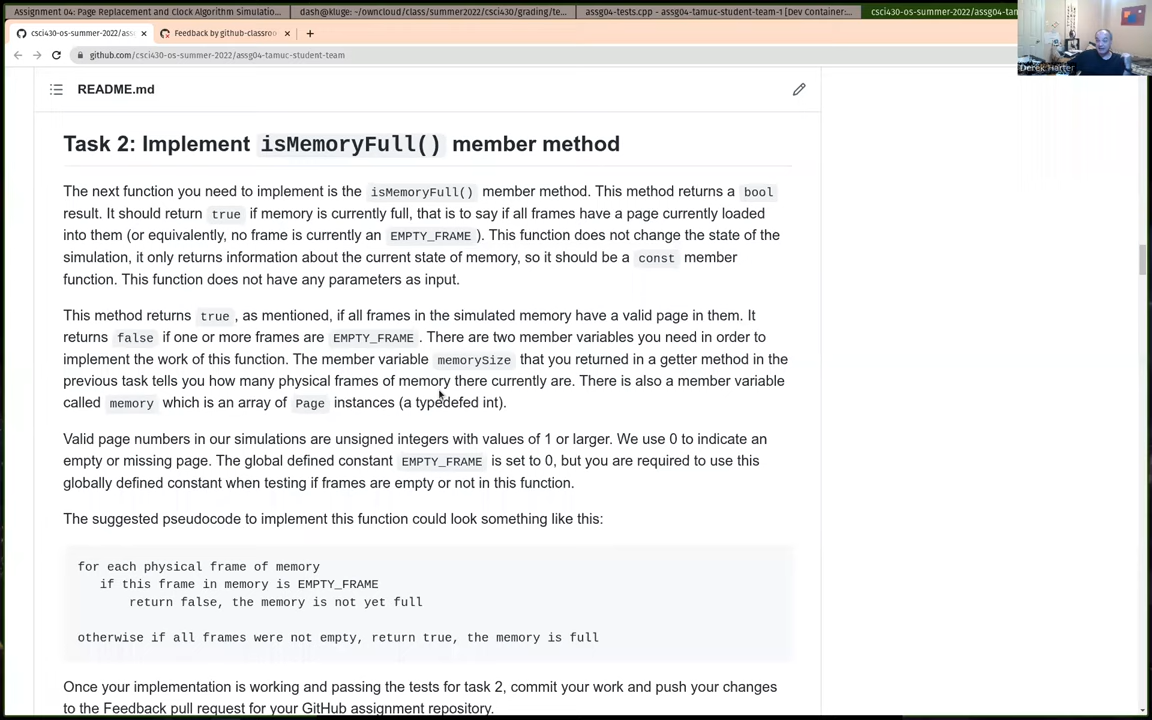 Assignment 04: Page Replacement and Clock Algorithm Simulatio...
dash@kluge: ~/owncloud/class/summer2022/csci430/grading/te...
assg04-tests.cpp - assg04-tamuc-student-team-1 [Dev Container:...
csci430-os-summer-2022/assg04-tam
csci430-os-summer-2022/ass
Feedback by github-classroo
github.com/csci430-os-summer-2022/assg04-tamuc-student-team
Derek Harter
README.md
Task 2: Implement isMemoryFull() member method
The next function you need to implement is the isMemoryFull() member method. This method returns a bool
result. It should return true if memory is currently full, that is to say if all frames have a page currently loaded
into them (or equivalently, no frame is currently an EMPTY_FRAME ). This function does not change the state of the
simulation, it only returns information about the current state of memory, so it should be a const member
function. This function does not have any parameters as input.
This method returns true , as mentioned, if all frames in the simulated memory have a valid page in them. It
returns false if one or more frames are EMPTY_FRAME . There are two member variables you need in order to
implement the work of this function. The member variable memorySize that you returned in a getter method in the
previous task tells you how many physical frames of memory there currently are. There is also a member variable
called memory which is an array of Page instances (a typedefed int).
Valid page numbers in our simulations are unsigned integers with values of 1 or larger. We use 0 to indicate an
empty or missing page. The global defined constant EMPTY_FRAME is set to 0, but you are required to use this
globally defined constant when testing if frames are empty or not in this function.
The suggested pseudocode to implement this function could look something like this:
for each physical frame of memory
if this frame in memory is EMPTY_FRAME
return false, the memory is not yet full
otherwise if all frames were not empty, return true, the memory is full
Once your implementation is working and passing the tests for task 2, commit your work and push your changes
to the Feedback pull request for your GitHub assignment repository.